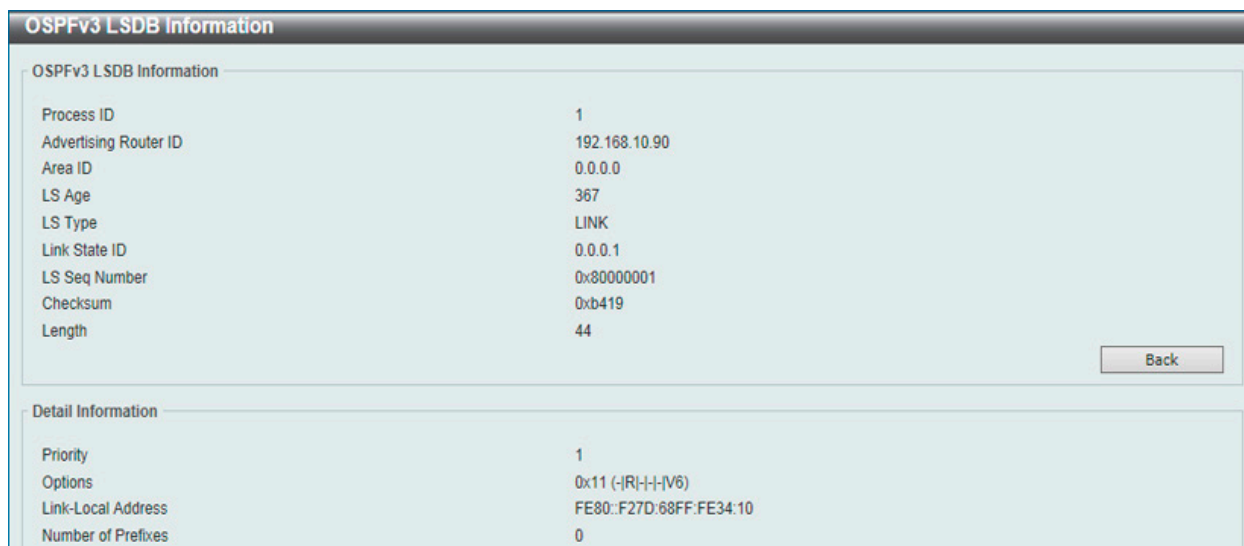 OSPFv3 LSDB Information
OSPFv3 LSDB Information
Process ID 1
Advertising Router ID 192.168.10.90
Area ID 0.0.0.0
LS Age 367
LS Type LINK
Link State ID 0.0.0.1
LS Seq Number 0x80000001
Checksum 0xb419
Length 44
Back
Detail Information
Priority 1
Options 0x11 (-|R|-|-|-|V6)
Link-Local Address FE80::F27D:68FF:FE34:10
Number of Prefixes 0